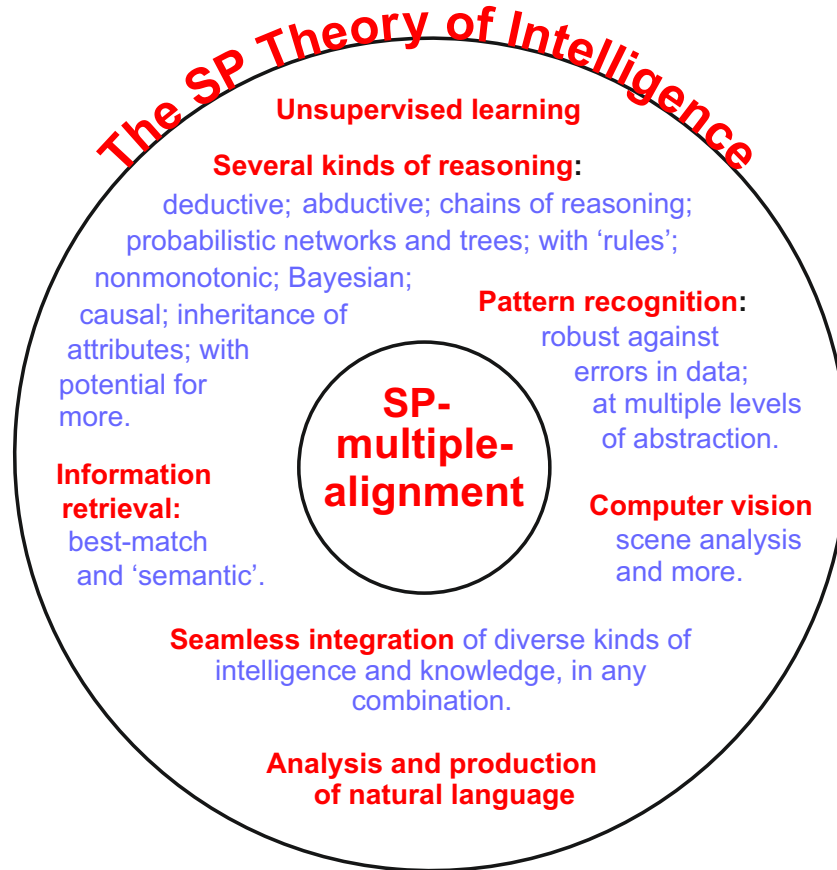 The SP Theory of Intelligence
Unsupervised learning
Several kinds of reasoning:
deductive; abductive; chains of reasoning;
probabilistic networks and trees; with ‘rules’;
nonmonotonic; Bayesian;
causal; inheritance of
attributes; with
potential for
more.
Pattern recognition:
robust against
errors in data;
at multiple levels
of abstraction.
SP-
multiple-
alignment
Information
retrieval:
best-match
and ‘semantic’.
Computer vision
scene analysis
and more.
Seamless integration of diverse kinds of
intelligence and knowledge, in any
combination.
Analysis and production
of natural language